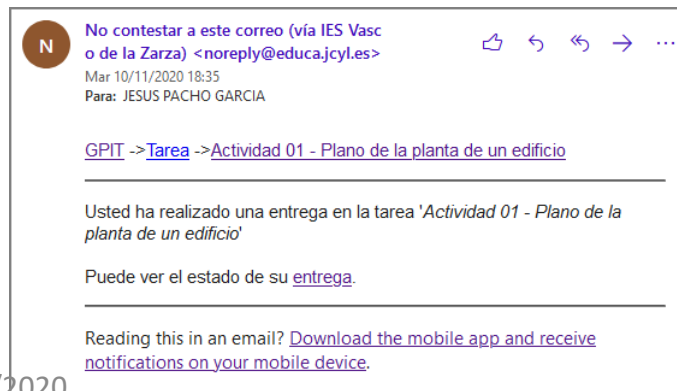 N
No contestar a este correo (vía IES Vasc
o de la Zarza) <noreply@educa.jcyl.es>
Mar 10/11/2020 18:35
Para: JESUS PACHO GARCIA
GPIT ->Tarea ->Actividad 01 - Plano de la planta de un edificio
Usted ha realizado una entrega en la tarea 'Actividad 01 - Plano de la
planta de un edificio'
Puede ver el estado de su entrega.
Reading this in an email? Download the mobile app and receive
notifications on your mobile device.
/2020